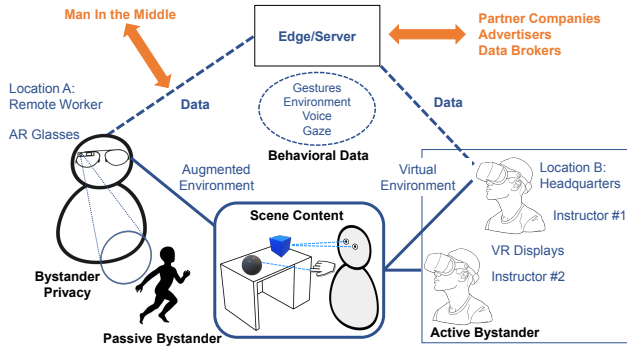 Man In the Middle
Edge/Server
Partner Companies
Advertisers
Data Brokers
Location A:
Remote Worker
AR Glasses
Data
Gestures
Environment
Voice
Gaze
Behavioral Data
Data
Augmented
Environment
Virtual
Environment
Location B:
Headquarters
Instructor #1
Scene Content
VR Displays
Instructor #2
Bystander
Privacy
Passive Bystander
Active Bystander